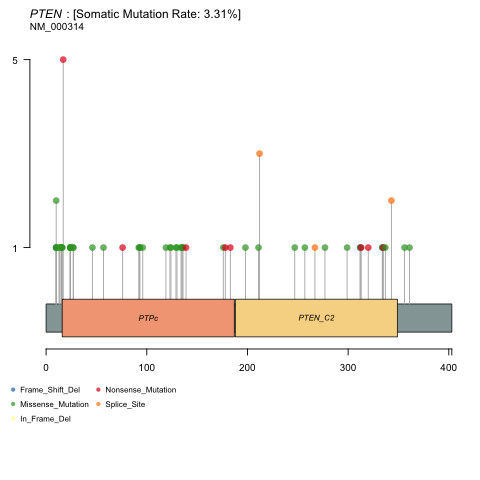 PTEN : [Somatic Mutation Rate: 3.31%]
NM_000314
5
1
PTPc
PTEN_C2
0 100 200 300 403
Frame_Shift_Del Nonsense_Mutation
Missense_Mutation Splice_Site
In_Frame_Del